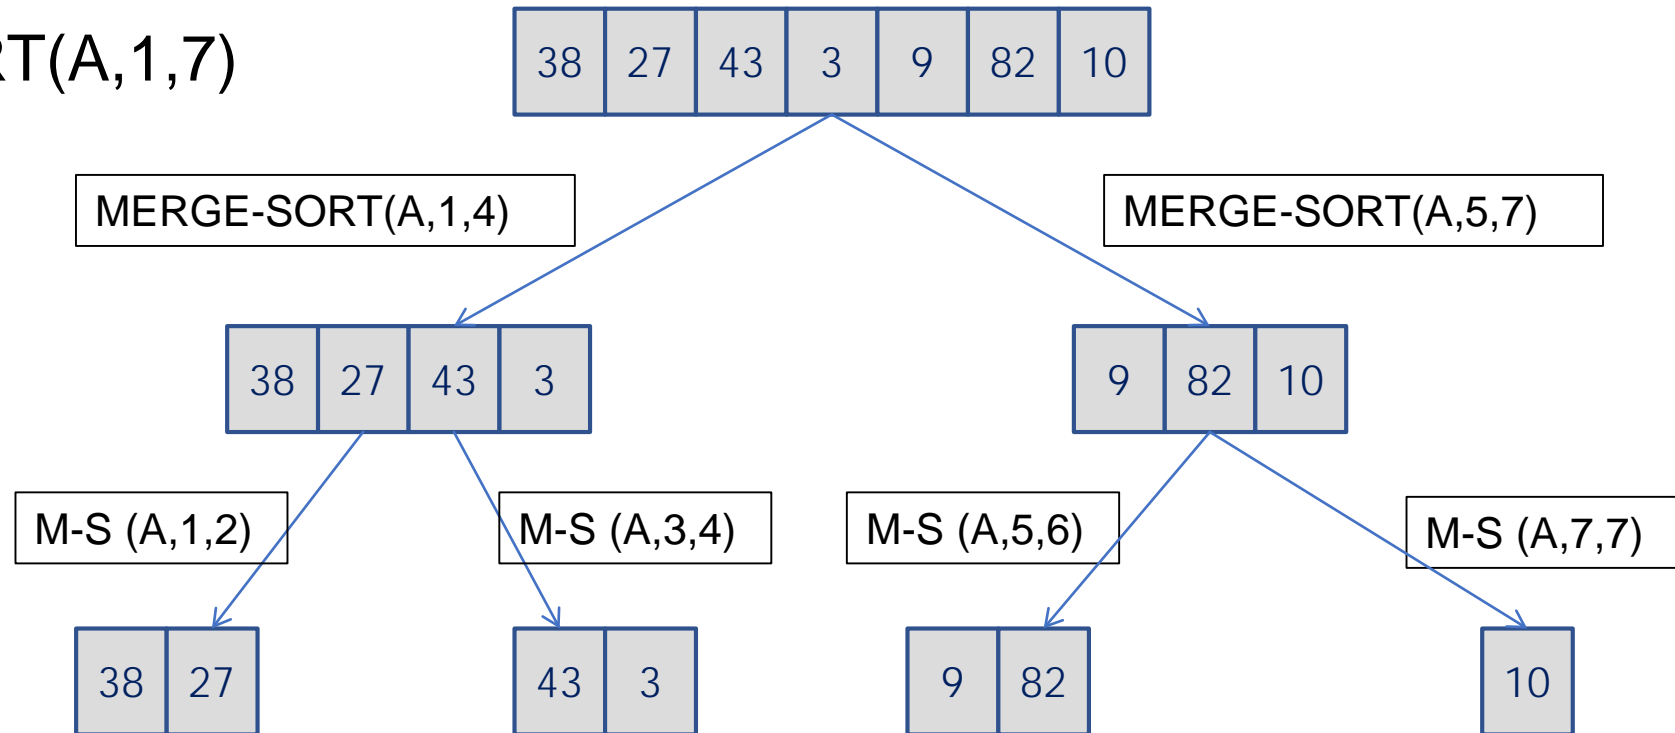 RT(A,1,7)
38 27 43 3 9 82 10
MERGE-SORT(A,1,4)
MERGE-SORT(A,5,7)
38 27 43 3
9 82 10
M-S (A,1,2)
M-S (A,3,4)
M-S (A,5,6)
M-S (A,7,7)
38 27
43 3
9 82
10